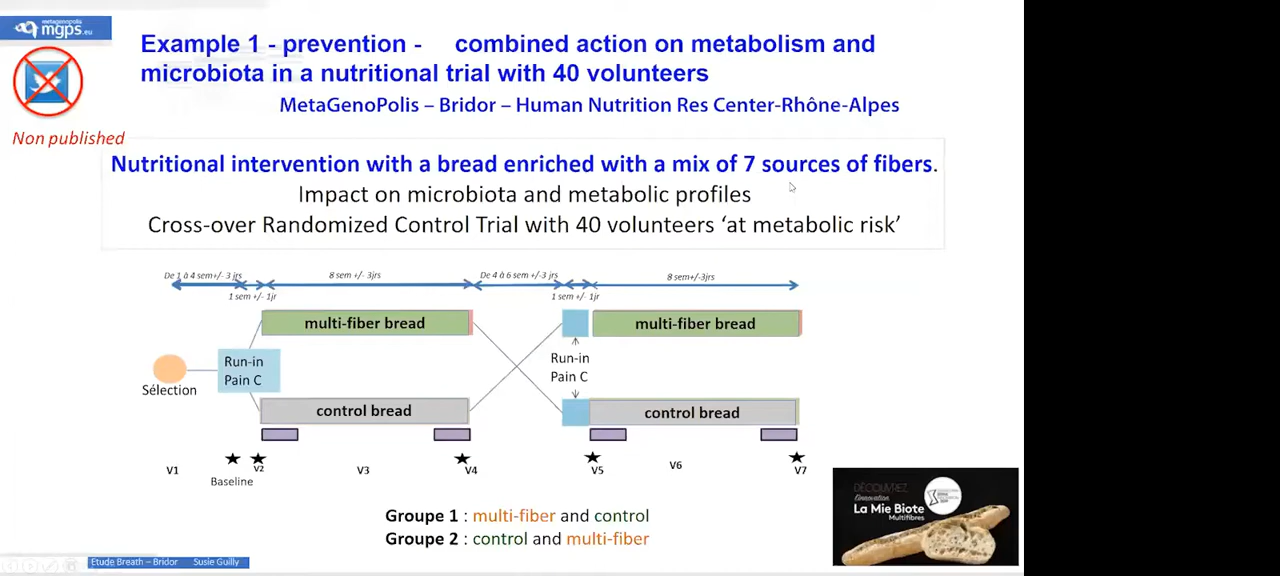 metagenopolis
mgps.eu
Example 1 - prevention - combined action on metabolism and
microbiota in a nutritional trial with 40 volunteers
MetaGenoPolis – Bridor – Human Nutrition Res Center-Rhône-Alpes
Non published
Nutritional intervention with a bread enriched with a mix of 7 sources of fibers.
Impact on microbiota and metabolic profiles
Cross-over Randomized Control Trial with 40 volunteers ‘at metabolic risk’
De 1 à 4 sem+/- 3 jrs
8 sem +/- 3jrs
De 4 à 6 sem +/-3 jrs
8 sem+/-3jrs
1 sem +/- 1jr
1 sem +/- 1jr
multi-fiber bread
multi-fiber bread
Run-in
Pain C
Run-in
Pain C
Sélection
control bread
control bread
V1
V2
V3
V4
V5
V6
V7
Baseline
Groupe 1 : multi-fiber and control
Groupe 2 : control and multi-fiber
DÉCOUVREZ
l'innovation
La Mie Biote
Multifibres
Etude Breath – Bridor Susie Guilly